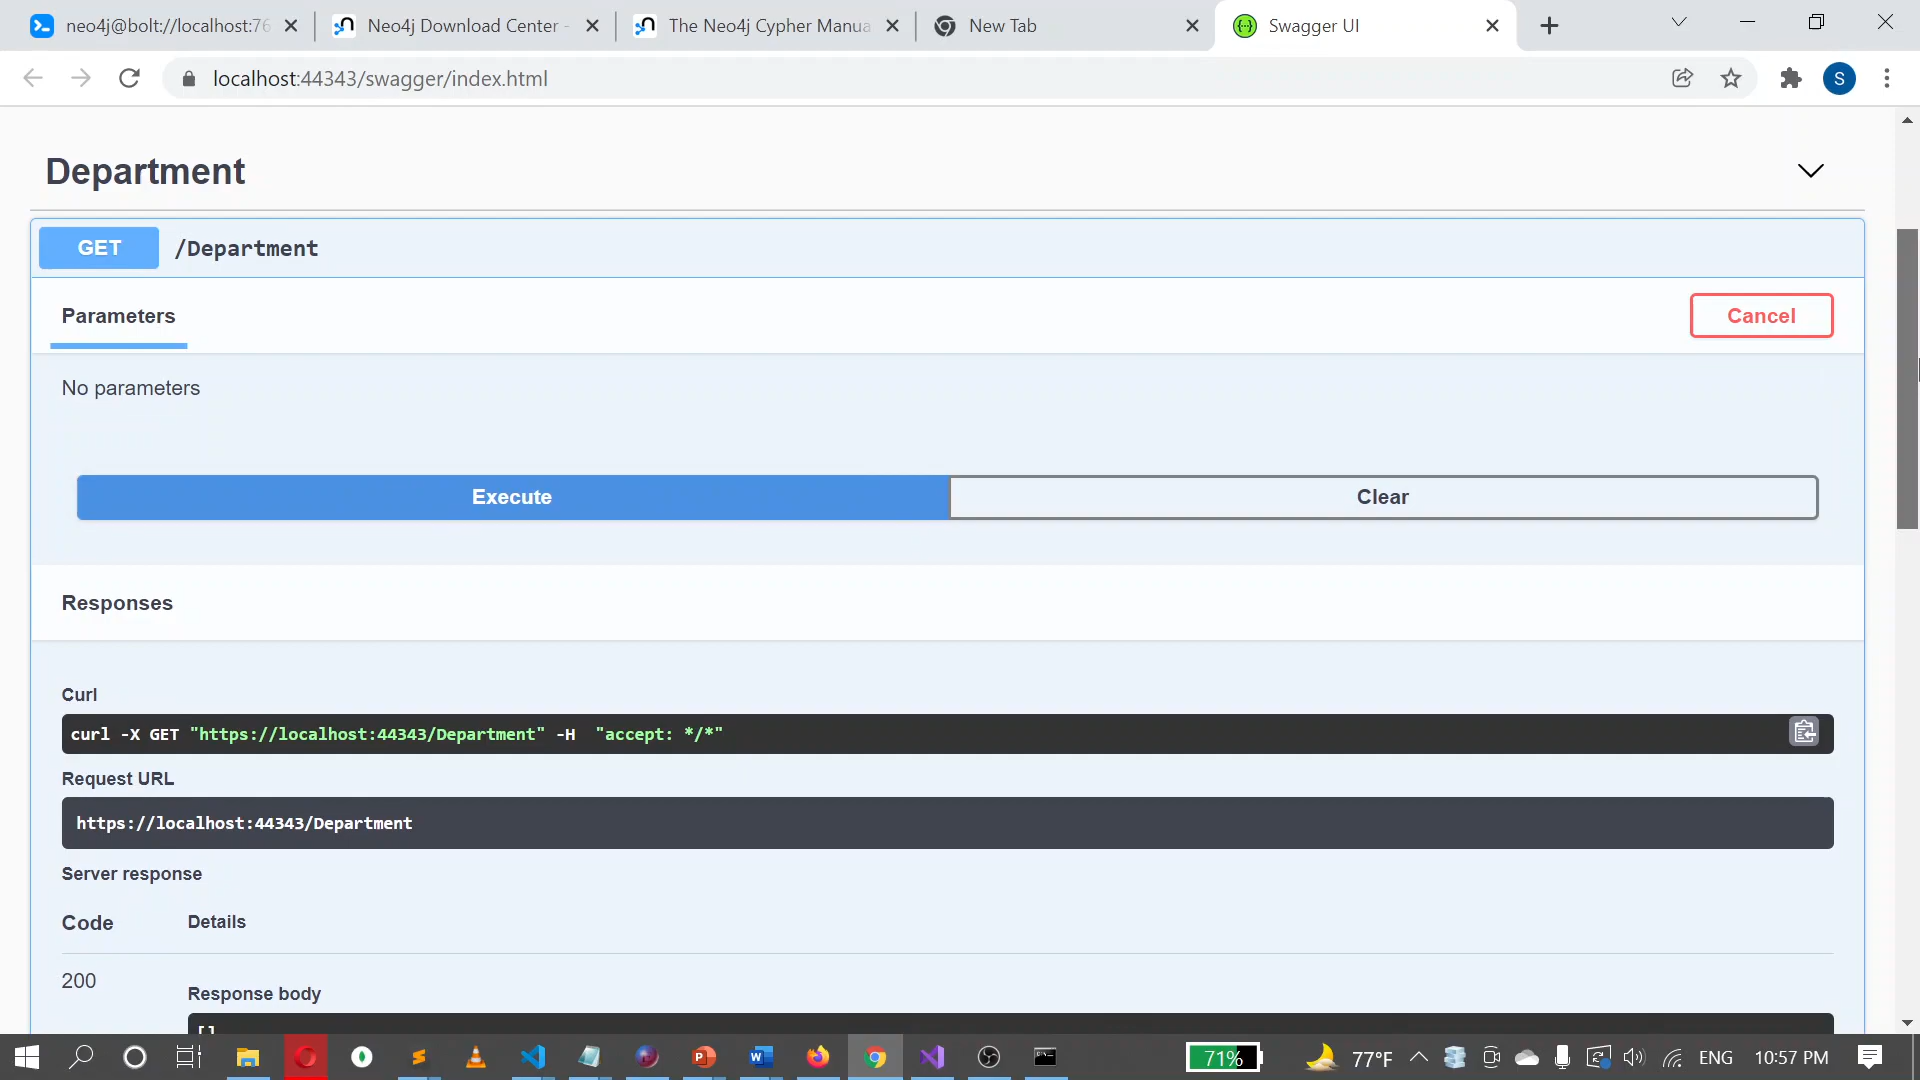 neo4j@bolt://localhost:76
Neo4j Download Center -
The Neo4j Cypher Manua
New Tab
Swagger UI
localhost:44343/swagger/index.html
S
Department
GET /Department
Parameters
Cancel
No parameters
Execute
Clear
Responses
Curl
curl -X GET "https://localhost:44343/Department" -H  "accept: */*"
Request URL
https://localhost:44343/Department
Server response
Code Details
200
Response body
[]
71%
77°F
ENG
10:57 PM